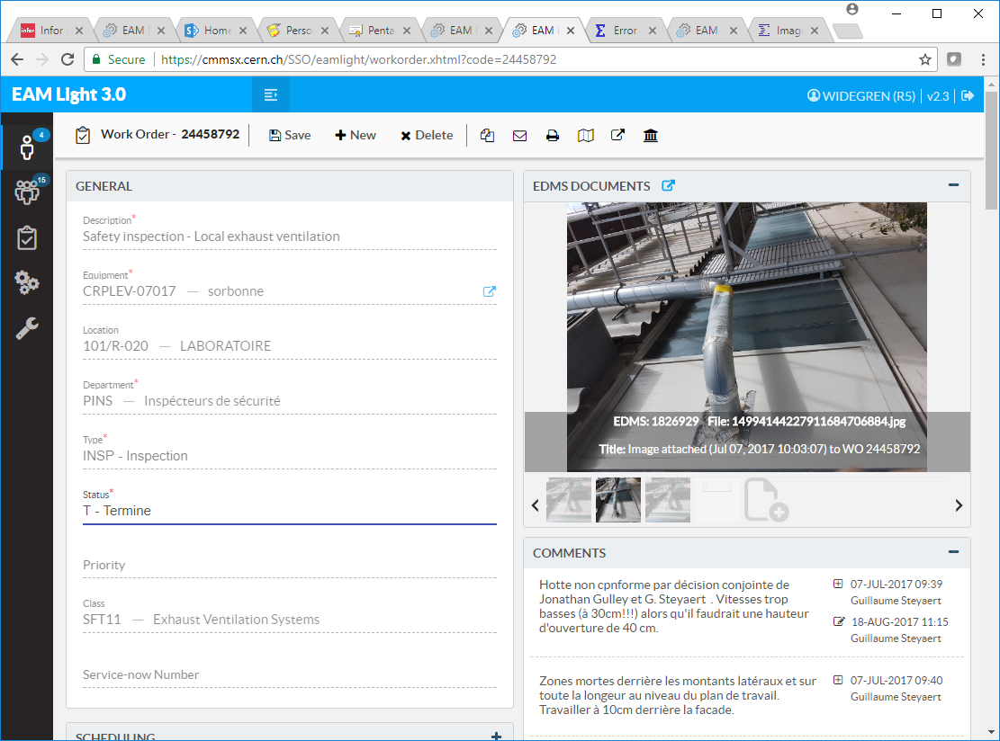 Infor
EAM
Home
Perso
Penta
EAM
EAM
Error
EAM
Imag
Secure
https://cmmsx.cern.ch/SSO/eamlight/workorder.xhtml?code=24458792
EAM Light 3.0
WIDEGREN (R5)
v2.3
4
15
Work Order - 24458792
Save
New
Delete
GENERAL
Description*
Safety inspection - Local exhaust ventilation
Equipment*
CRPLEV-07017 — sorbonne
Location
101/R-020 — LABORATOIRE
Department*
PINS — Inspécteurs de sécurité
Type*
INSP - Inspection
Status*
T - Termine
Priority
Class
SFT11 — Exhaust Ventilation Systems
Service-now Number
SCHEDULING
EDMS DOCUMENTS
EDMS: 1826929 File: 14994144227911684706884.jpg
Title: Image attached (Jul 07, 2017 10:03:07) to WO 24458792
COMMENTS
Hotte non cpnforme par décision conjointe de
Jonathan Gulley et G. Steyaert . Vitesses trop
basses (à 30cm!!!) alors qu'il faudrait une hauteur
d'ouverture de 40 cm.
07-JUL-2017 09:39
Guillaume Steyaert
18-AUG-2017 11:15
Guillaume Steyaert
Zones mortes derrière les montants latéraux et sur
toute la longeur au niveau du plan de travail.
Travailler à 10cm derrière la facade.
07-JUL-2017 09:40
Guillaume Steyaert